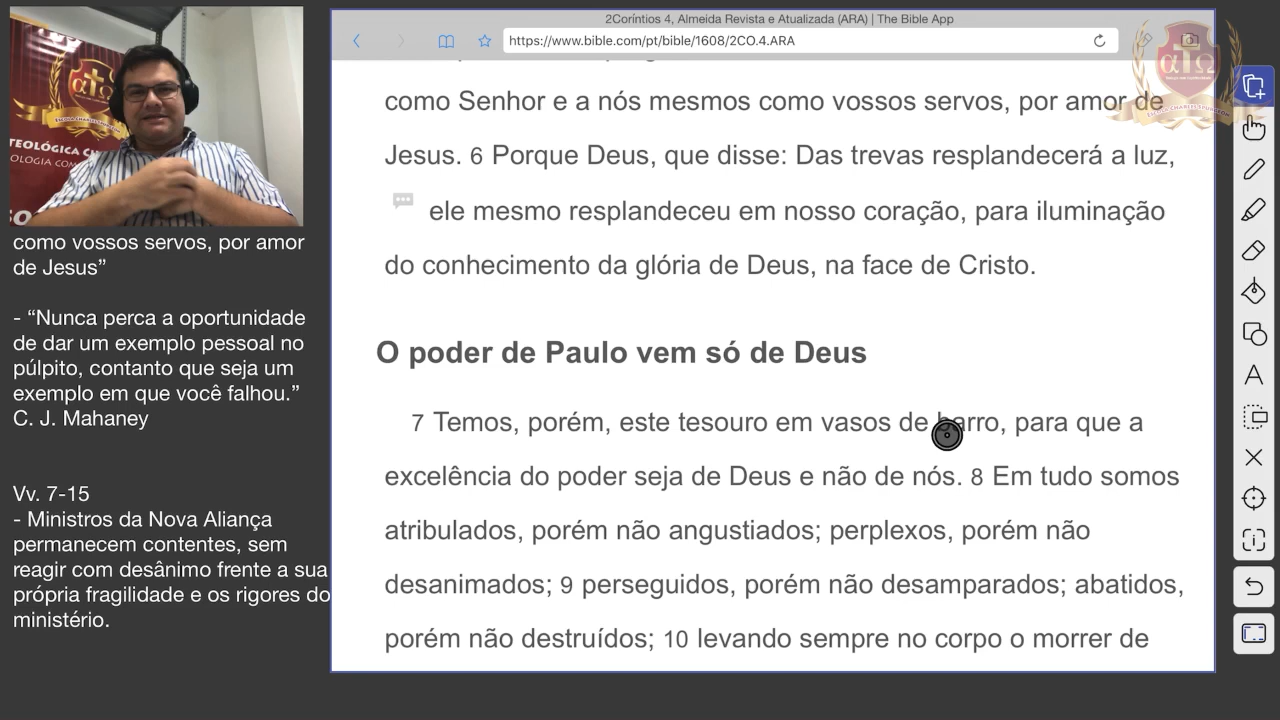 2Coríntios 4, Almeida Revista e Atualizada (ARA) | The Bible App
https://www.bible.com/pt/bible/1608/2CO.4.ARA
como Senhor e a nós mesmos como vossos servos, por amor de
Jesus. 6 Porque Deus, que disse: Das trevas resplandecerá a luz,
ele mesmo resplandeceu em nosso coração, para iluminação
do conhecimento da glória de Deus, na face de Cristo.
O poder de Paulo vem só de Deus
7 Temos, porém, este tesouro em vasos de barro, para que a
excelência do poder seja de Deus e não de nós. 8 Em tudo somos
atribulados, porém não angustiados; perplexos, porém não
desanimados; 9 perseguidos, porém não desamparados; abatidos,
porém não destruídos; 10 levando sempre no corpo o morrer de
como vossos servos, por amor
de Jesus”
- “Nunca perca a oportunidade
de dar um exemplo pessoal no
púlpito, contanto que seja um
exemplo em que você falhou.”
C. J. Mahaney
Vv. 7-15
- Ministros da Nova Aliança
permanecem contentes, sem
reagir com desânimo frente a sua
própria fragilidade e os rigores do
ministério.
TEOLÓGICA
OLOGIA
ESCOLA CHARLES SPURGEON
α Ω